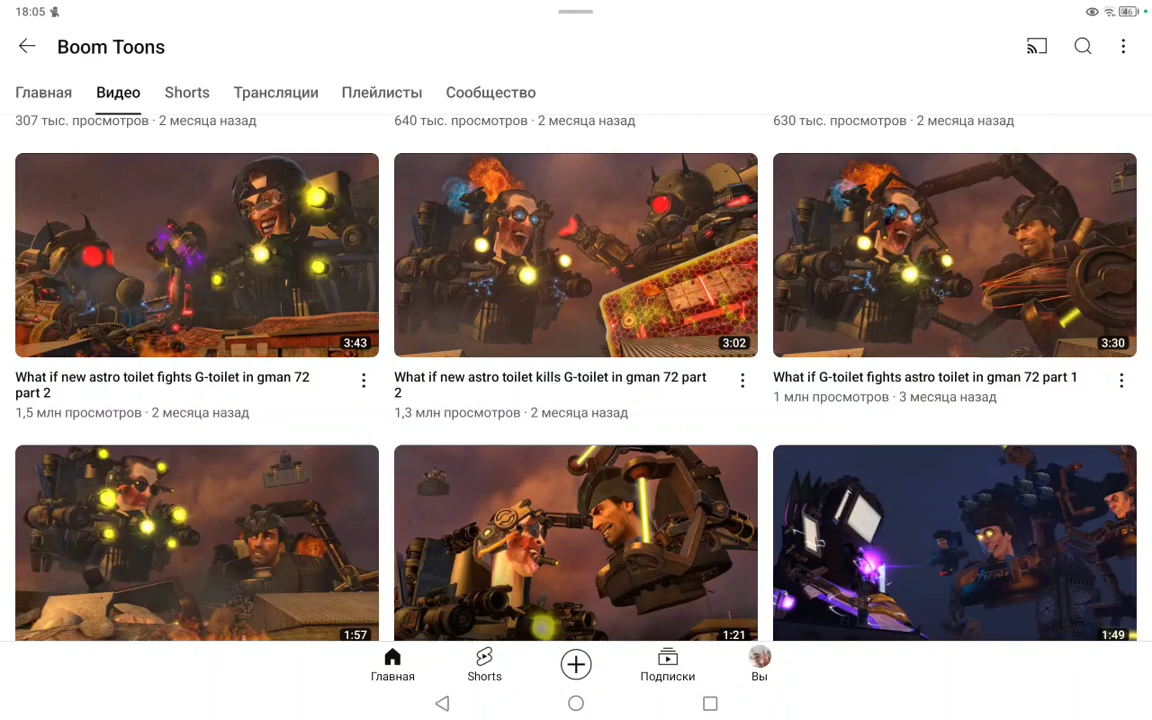 18:05
46
Boom Toons
Главная Видео Shorts Трансляции Плейлисты Сообщество
307 тыс. просмотров · 2 месяца назад
640 тыс. просмотров · 2 месяца назад
630 тыс. просмотров · 2 месяца назад
3:43
3:02
3:30
What if new astro toilet fights G-toilet in gman 72
part 2
1,5 млн просмотров · 2 месяца назад
What if new astro toilet kills G-toilet in gman 72 part
2
1,3 млн просмотров · 2 месяца назад
What if G-toilet fights astro toilet in gman 72 part 1
1 млн просмотров · 3 месяца назад
1:57
1:21
1:49
Главная Shorts Подписки Вы